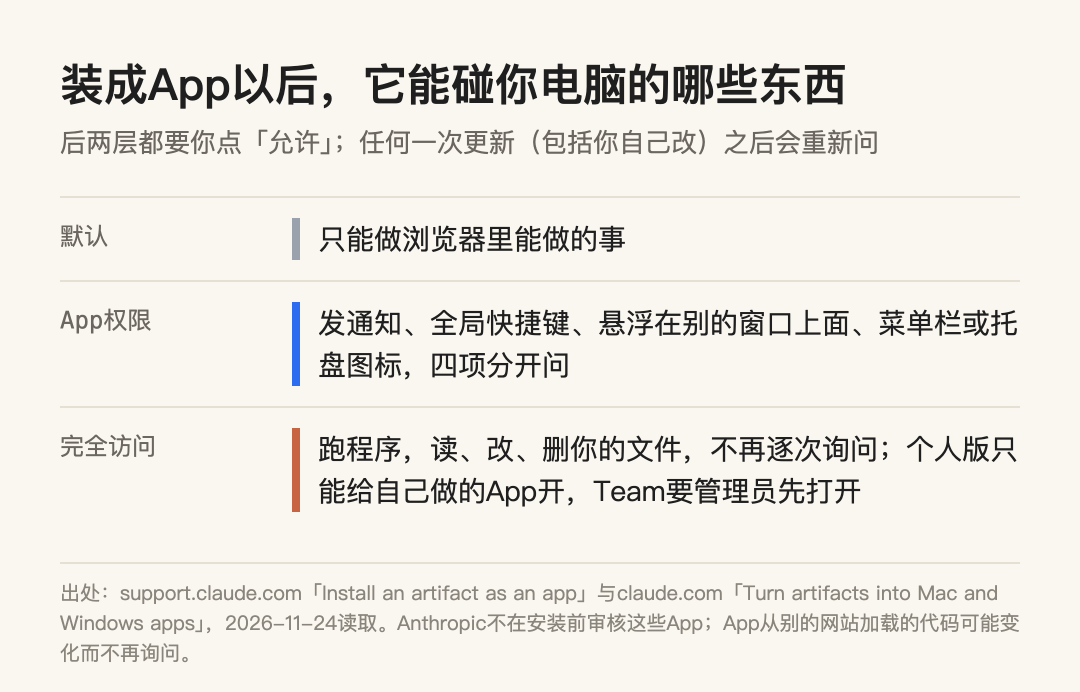 装成App以后，它能碰你电脑的哪些东西
后两层都要你点「允许」；任何一次更新（包括你自己改）之后会重新问
默认
只能做浏览器里能做的事
App权限
发通知、全局快捷键、悬浮在别的窗口上面、菜单栏或托
盘图标，四项分开问
完全访问
跑程序，读、改、删你的文件，不再逐次询问；个人版只
能给自己做的App开，Team要管理员先打开
出处：support.claude.com「Install an artifact as an app」与claude.com「Turn artifacts into Mac and
Windows apps」，2026–11–24读取。Anthropic不在安装前审核这些App；App从别的网站加载的代码可能变
化而不再询问。